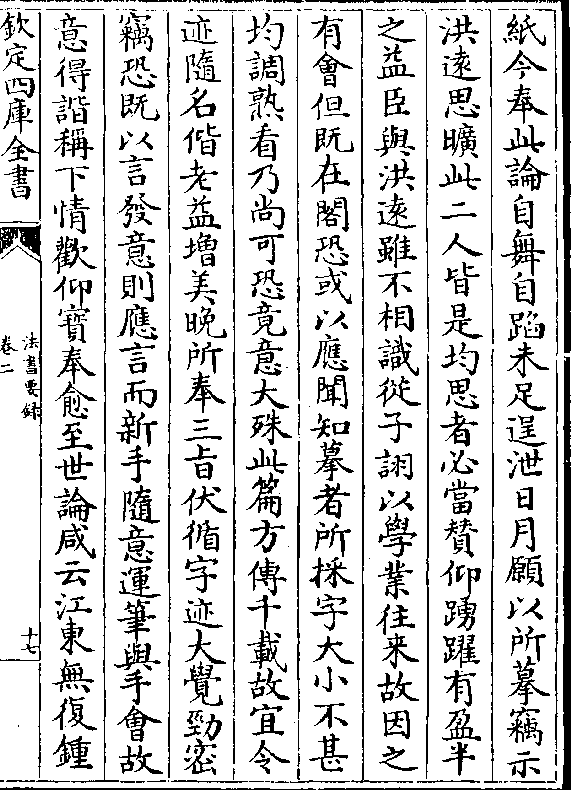 紙今奉此論自舞自蹈未足逞泄日月願以所摹竊示
洪遠思曠此二人皆是均思者必當賛仰踴躍有盈半
之益臣與洪遠雖不相識從子詡以學業往来故因之
有會但既在閣恐或以應聞知摹者所採字大小不甚
均調熟看乃尚可恐竟意大殊此篇方傳千載故宜令
迹隨名偕老益増美晚所奉三㫖伏循字迹大覺勁密
竊恐既以言發意則應言而新手隨意運筆與手會故
意得諧稱下情歡仰寶奉愈至世論咸云江東無復鍾
欽定四庫全書
法書要録
卷二
十七